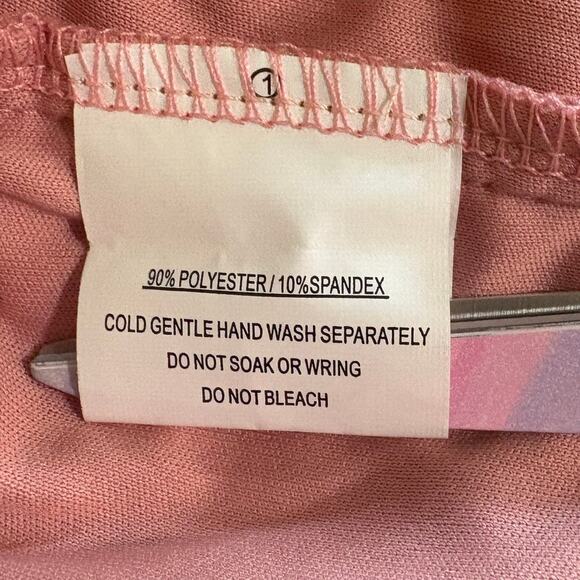 1
90% POLYESTER / 10%SPANDEX
COLD GENTLE HAND WASH SEPARATELY
DO NOT SOAK OR WRING
DO NOT BLEACH